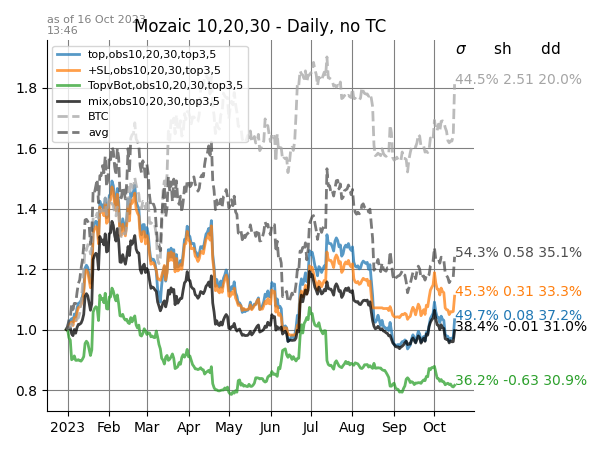 as of 16 Oct 2023
13:46
Mozaic 10,20,30 - Daily, no TC
σ sh dd
top,obs10,20,30,top3,5
+SL,obs10,20,30,top3,5
TopvBot,obs10,20,30,top3,5
mix,obs10,20,30,top3,5
BTC
avg
44.5% 2.51 20.0%
54.3% 0.58 35.1%
45.3% 0.31 33.3%
49.7% 0.08 37.2%
38.4% -0.01 31.0%
36.2% -0.63 30.9%
1.8
1.6
1.4
1.2
1.0
0.8
2023 Feb Mar Apr May Jun Jul Aug Sep Oct